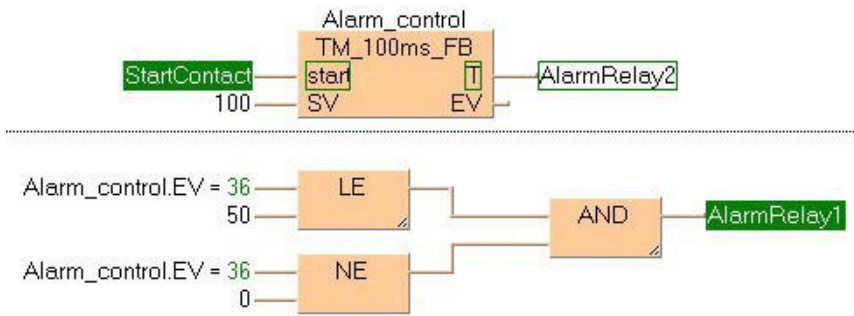 Alarm_control
TM_100ms_FB
StartContact start T AlarmRelay2
100 SV EV
Alarm_control.EV = 36 LE
50 AND AlarmRelay1
Alarm_control.EV = 36 NE
0